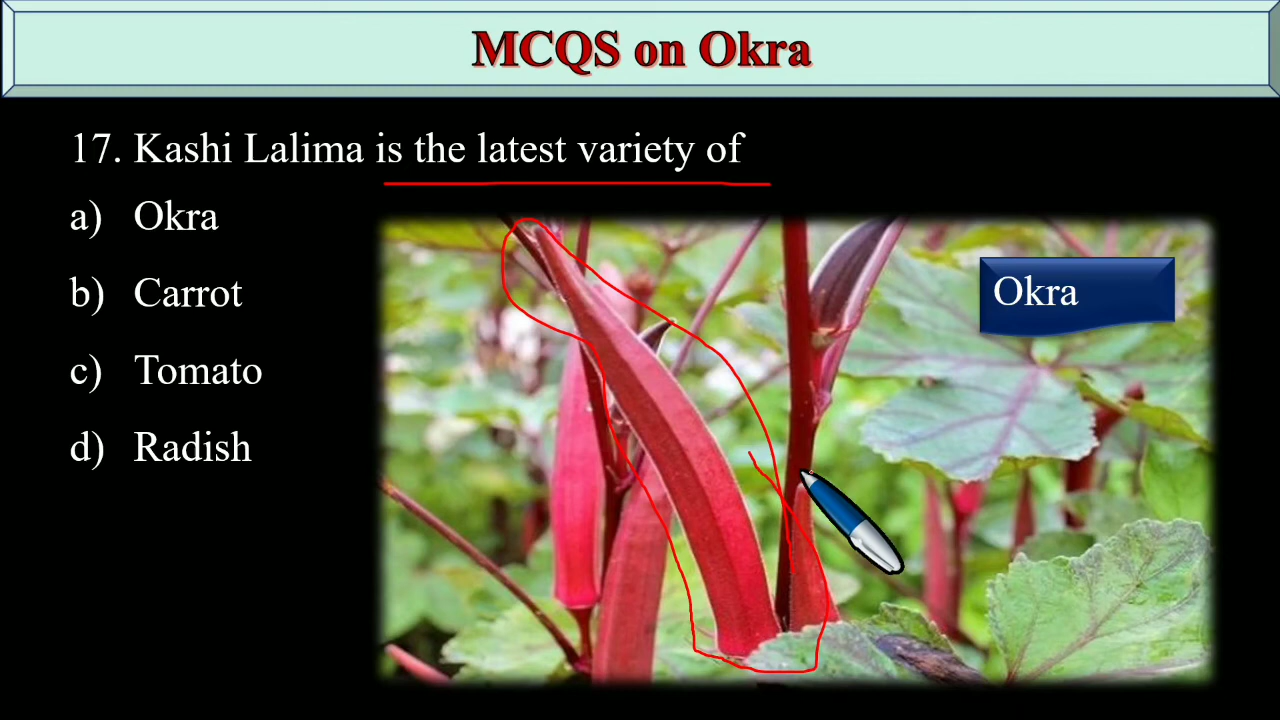 MCQS on Okra
17. Kashi Lalima is the latest variety of
a) Okra
b) Carrot
c) Tomato
d) Radish
Okra